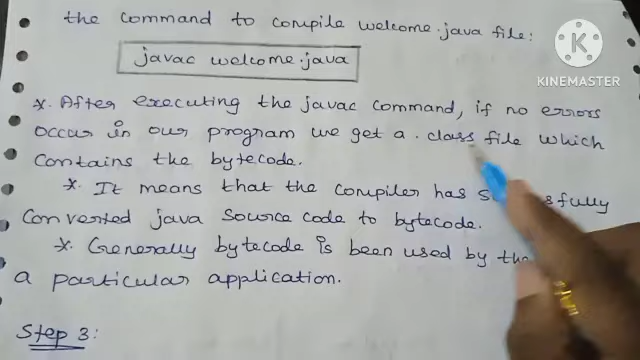 the command to compile welcome.java file:
javac welcome.java
KINEMASTER
*. After executing the javac command, if no errors
occur in our program we get a .class file which
contains the bytecode.
*. It means that the compiler has
converted java source code to bytecode.
*. Generally bytecode is been used by the
a particular application.
Step 3: